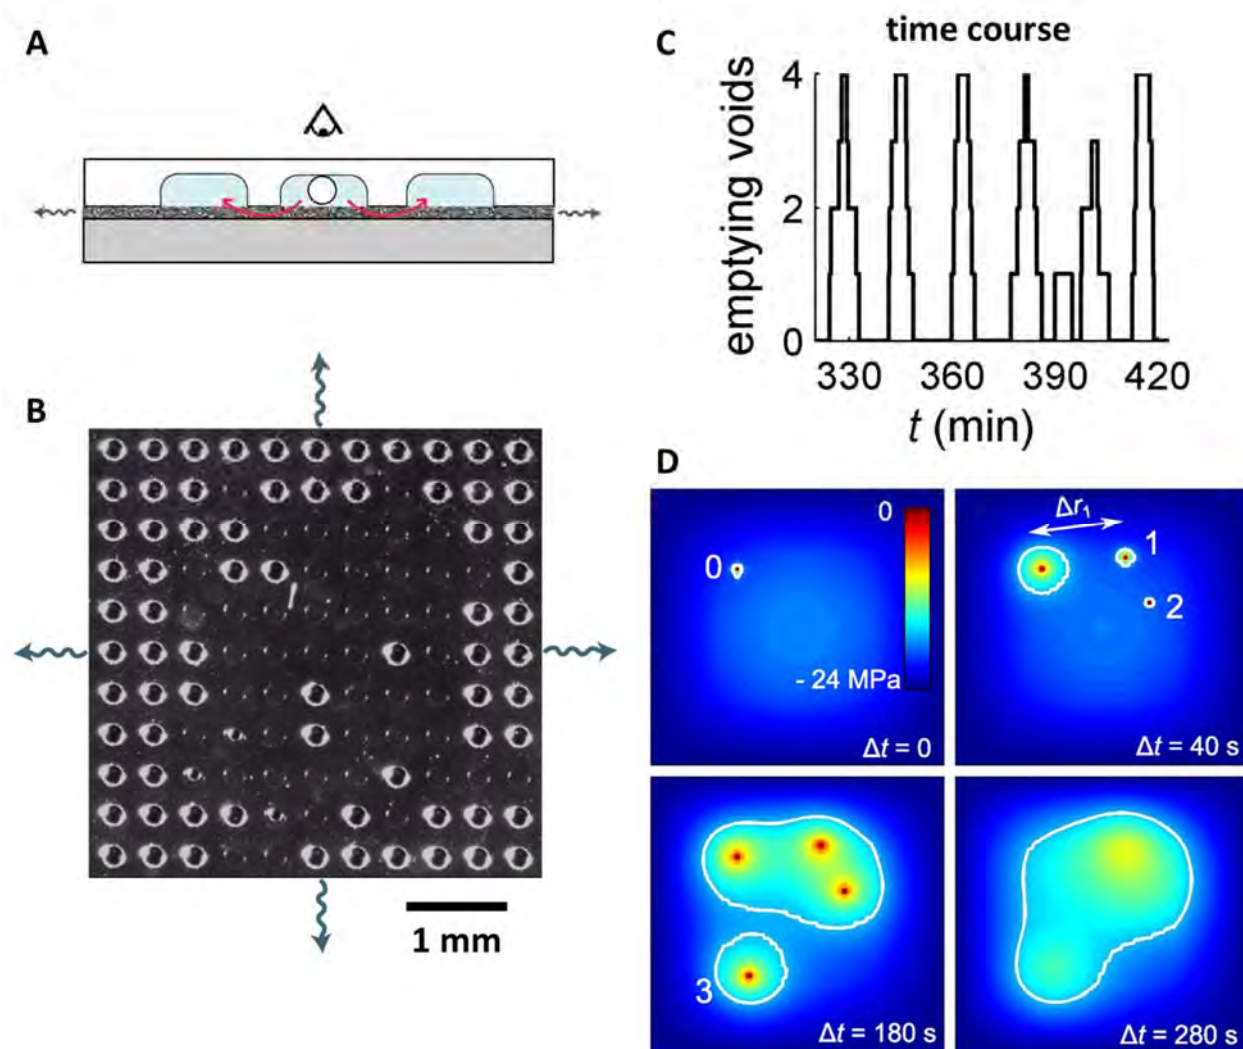 A
B
1 mm
C
time course
emptying voids
4
2
0
330 360 390 420
t (min)
D
0
0
- 24 MPa
Δt = 0
Δr₁
1
2
Δt = 40 s
3
Δt = 180 s
Δt = 280 s